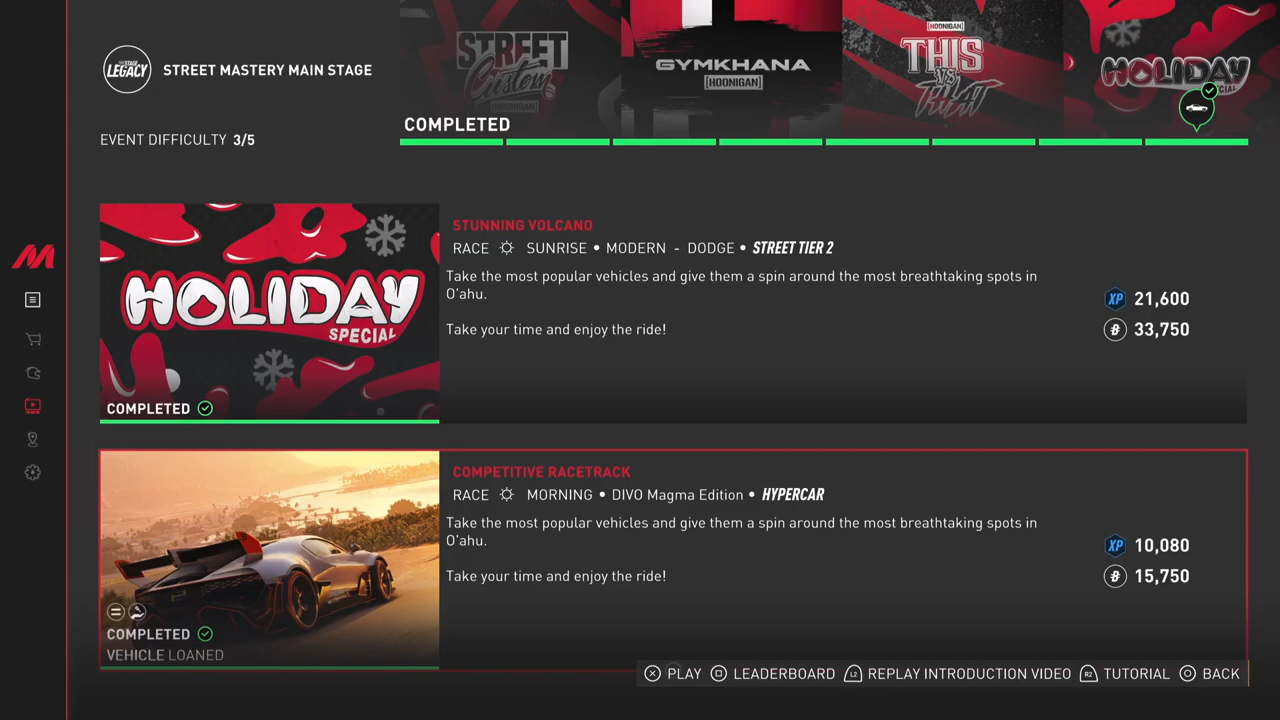 STREET
Custom
HOONIGAN
GYMKHANA
[HOONIGAN]
[HOONIGAN]
THIS
VS
THAT
HOLIDAY
LEGACY
STREET MASTERY MAIN STAGE
COMPLETED
EVENT DIFFICULTY 3/5
HOLIDAY
SPECIAL
COMPLETED
STUNNING VOLCANO
RACE SUNRISE • MODERN - DODGE • STREET TIER 2
Take the most popular vehicles and give them a spin around the most breathtaking spots in
O'ahu.
Take your time and enjoy the ride!
XP 21,600
33,750
COMPETITIVE RACETRACK
RACE MORNING • DIVO Magma Edition • HYPERCAR
Take the most popular vehicles and give them a spin around the most breathtaking spots in
O'ahu.
Take your time and enjoy the ride!
XP 10,080
15,750
COMPLETED
VEHICLE LOANED
PLAY LEADERBOARD L2 REPLAY INTRODUCTION VIDEO R2 TUTORIAL BACK